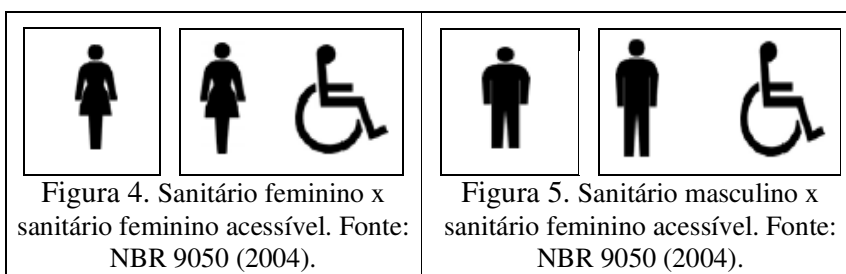 Figura 4. Sanitário feminino x
sanitário feminino acessível. Fonte:
NBR 9050 (2004).
Figura 5. Sanitário masculino x
sanitário feminino acessível. Fonte:
NBR 9050 (2004).